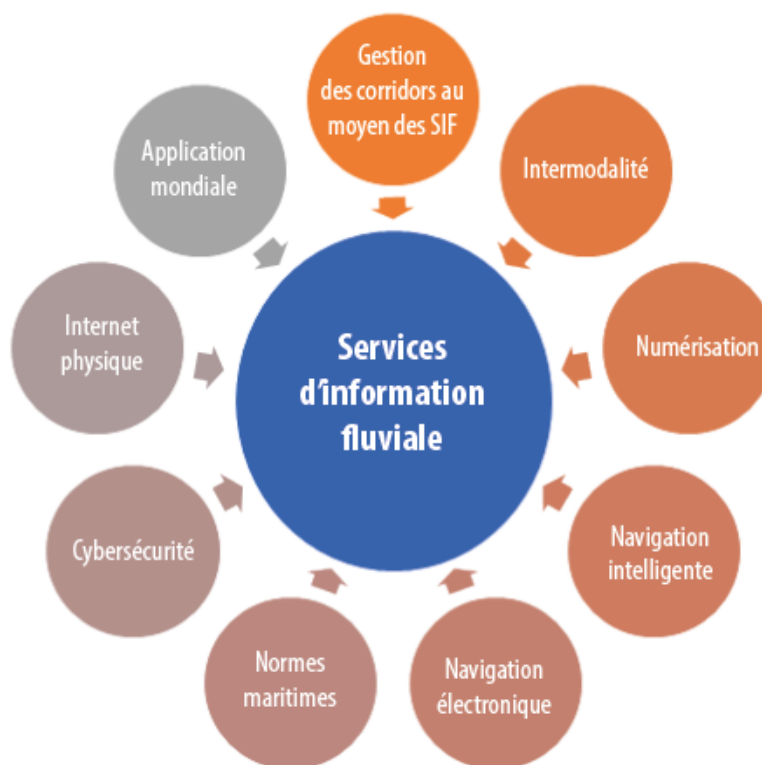 Gestion
des corridors au
moyen des SIF
Intermodalité
Numérisation
Navigation
intelligente
Navigation
électronique
Normes
maritimes
Cybersécurité
Internet
physique
Application
mondiale
Services
d'information
fluviale